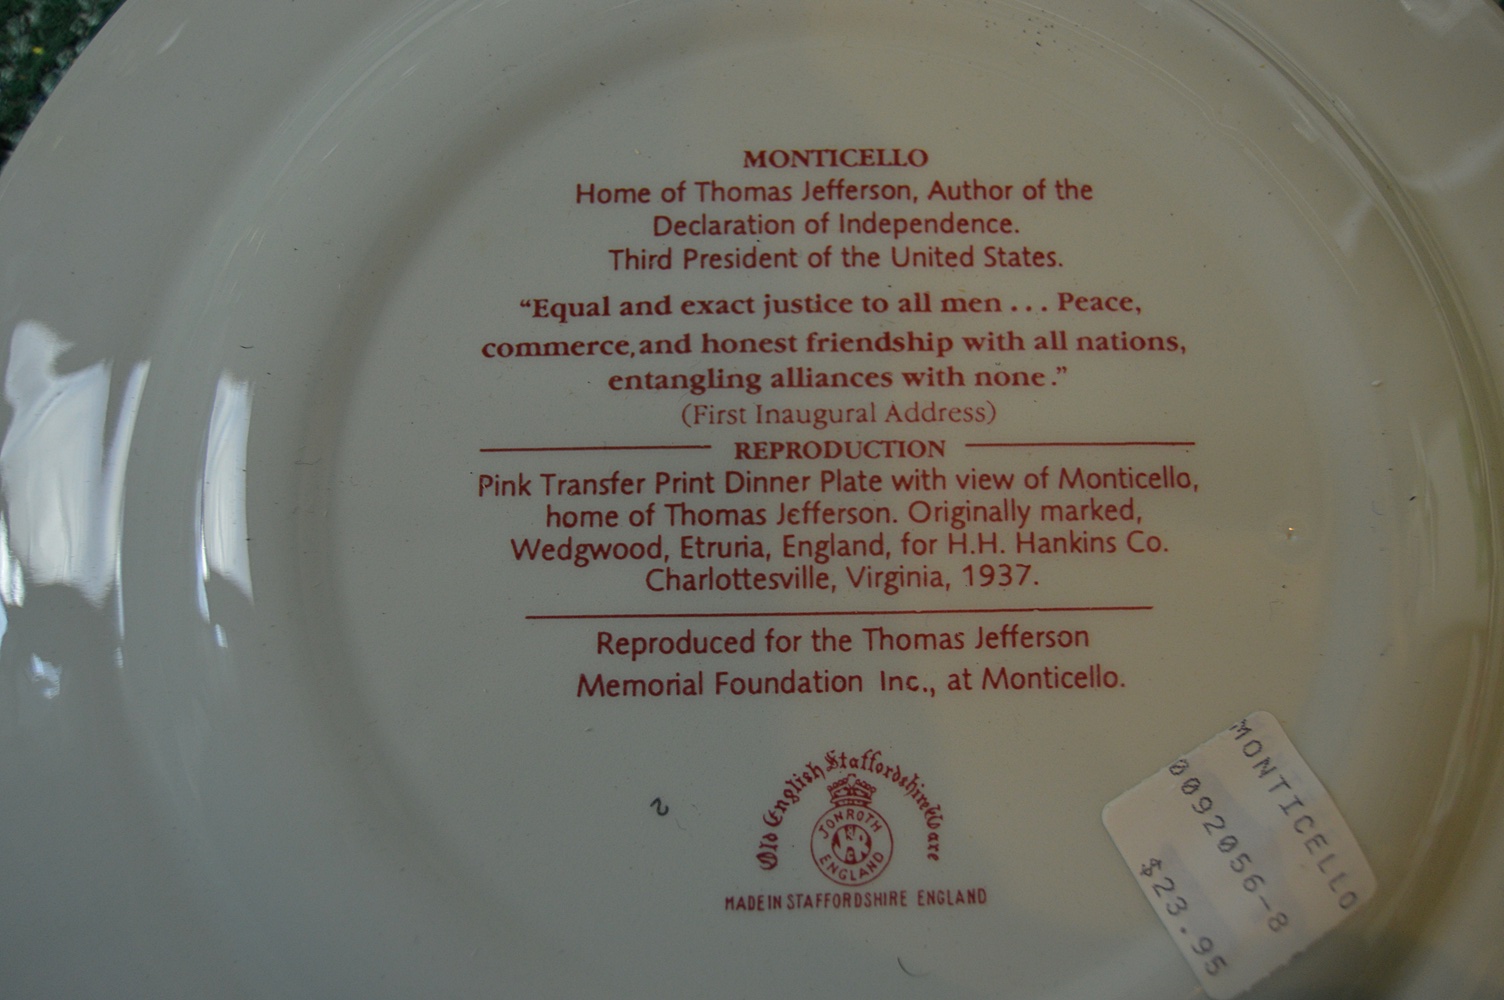 MONTICELLO
Home of Thomas Jefferson, Author of the
Declaration of Independence.
Third President of the United States.
“Equal and exact justice to all men . . . Peace,
commerce, and honest friendship with all nations,
entangling alliances with none.”
(First Inaugural Address)
REPRODUCTION
Pink Transfer Print Dinner Plate with view of Monticello,
home of Thomas Jefferson. Originally marked,
Wedgwood, Etruria, England, for H.H. Hankins Co.
Charlottesville, Virginia, 1937.
Reproduced for the Thomas Jefferson
Memorial Foundation Inc., at Monticello.
Old English Staffordshire Ware
JONROTH
ENGLAND
MADE IN STAFFORDSHIRE ENGLAND
MONTICELLO
0092056-8
$23.95